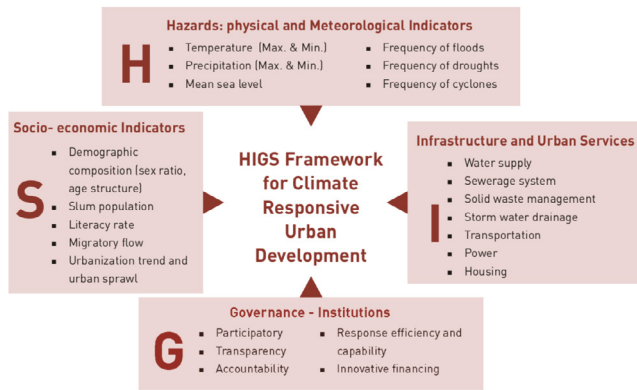 Hazards: physical and Meteorological Indicators
H
▪ Temperature (Max. & Min.)
▪ Precipitation (Max. & Min.)
▪ Mean sea level
▪ Frequency of floods
▪ Frequency of droughts
▪ Frequency of cyclones
Socio- economic Indicators
S
▪ Demographic
composition (sex ratio,
age structure)
▪ Slum population
▪ Literacy rate
▪ Migratory flow
▪ Urbanization trend and
urban sprawl
HIGS Framework
for Climate
Responsive
Urban
Development
Infrastructure and Urban Services
I
▪ Water supply
▪ Sewerage system
▪ Solid waste management
▪ Storm water drainage
▪ Transportation
▪ Power
▪ Housing
Governance - Institutions
G
▪ Participatory
▪ Transparency
▪ Accountability
▪ Response efficiency and
capability
▪ Innovative financing